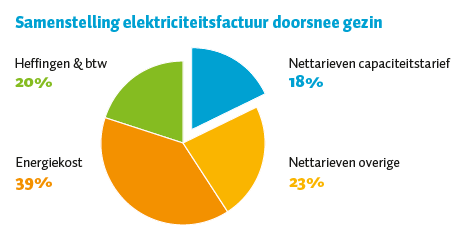 Samenstelling elektriciteitsfactuur doorsnee gezin
Heffingen & btw
20%
Nettarieven capaciteitstarief
18%
Energiekost
39%
Nettarieven overige
23%